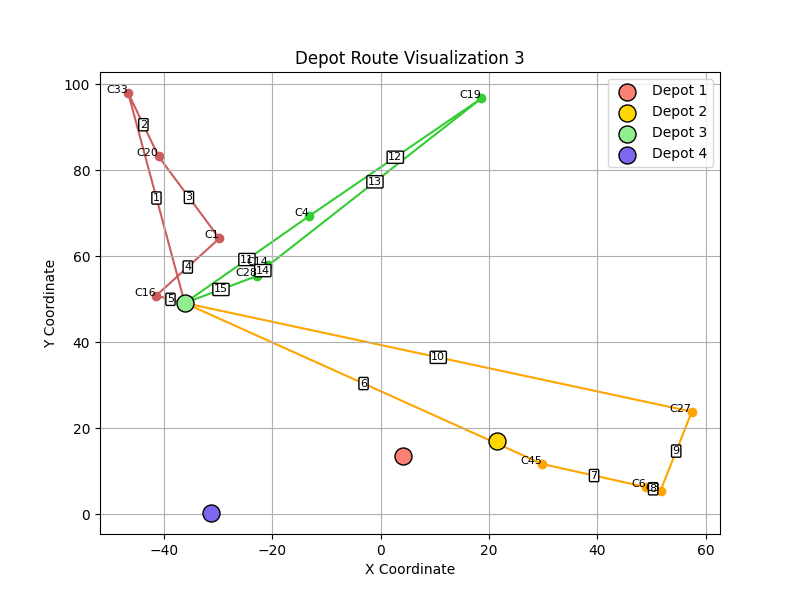 Depot Route Visualization 3
Depot 1
Depot 2
Depot 3
Depot 4
Y Coordinate
100
80
60
40
20
0
C33
2
C20
1
3
C1
4
C16
5
C19
12
13
C4
11
C14
C28
14
15
10
6
C27
9
C45
7
C6
8
−40
−20
0
20
40
60
X Coordinate